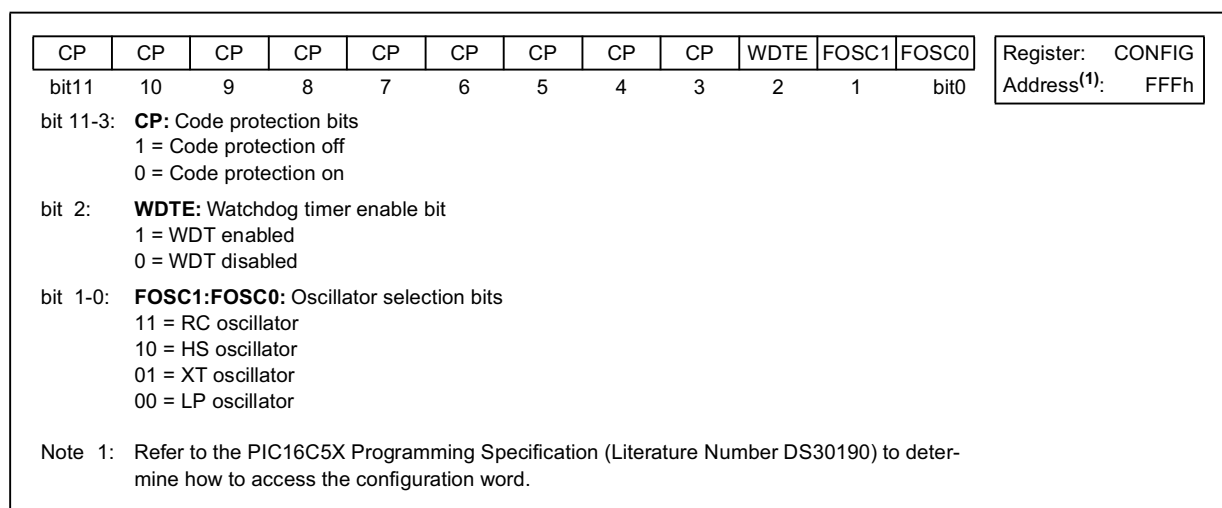 CP CP CP CP CP CP CP CP CP WDTE FOSC1 FOSC0
bit11 10 9 8 7 6 5 4 3 2 1 bit0
Register: CONFIG
Address(1): FFFh
bit 11-3: CP: Code protection bits
1 = Code protection off
0 = Code protection on
bit 2: WDTE: Watchdog timer enable bit
1 = WDT enabled
0 = WDT disabled
bit 1-0: FOSC1:FOSC0: Oscillator selection bits
11 = RC oscillator
10 = HS oscillator
01 = XT oscillator
00 = LP oscillator
Note 1: Refer to the PIC16C5X Programming Specification (Literature Number DS30190) to deter-
mine how to access the configuration word.